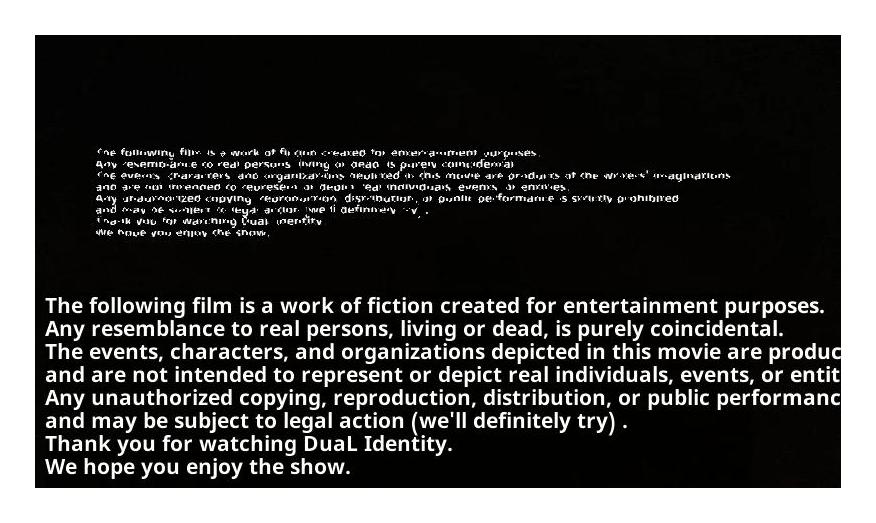 The following film is a work of fiction created for entertainment purposes.
Any resemblance to real persons, living or dead, is purely coincidental.
The events, characters, and organizations depicted in this movie are products of the writers' imaginations
and are not intended to represent or depict real individuals, events, or entities.
Any unauthorized copying, reproduction, distribution, or public performance is strictly prohibited
and may be subject to legal action (we'll definitely try) .
Thank you for watching DuaL Identity
We hope you enjoy the show.
The following film is a work of fiction created for entertainment purposes.
Any resemblance to real persons, living or dead, is purely coincidental.
The events, characters, and organizations depicted in this movie are produc
and are not intended to represent or depict real individuals, events, or entit
Any unauthorized copying, reproduction, distribution, or public performanc
and may be subject to legal action (we'll definitely try) .
Thank you for watching DuaL Identity.
We hope you enjoy the show.